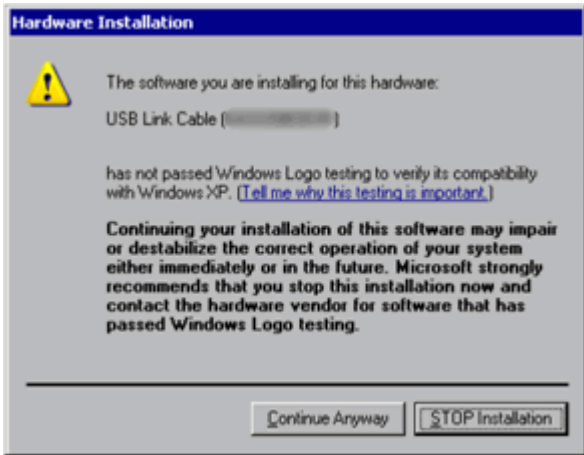 Hardware Installation
The software you are installing for this hardware:
USB Link Cable ( )
has not passed Windows Logo testing to verify its compatibility
with Windows XP. (Tell me why this testing is important.)
Continuing your installation of this software may impair
or destabilize the correct operation of your system
either immediately or in the future. Microsoft strongly
recommends that you stop this installation now and
contact the hardware vendor for software that has
passed Windows Logo testing.
Continue Anyway
STOP Installation